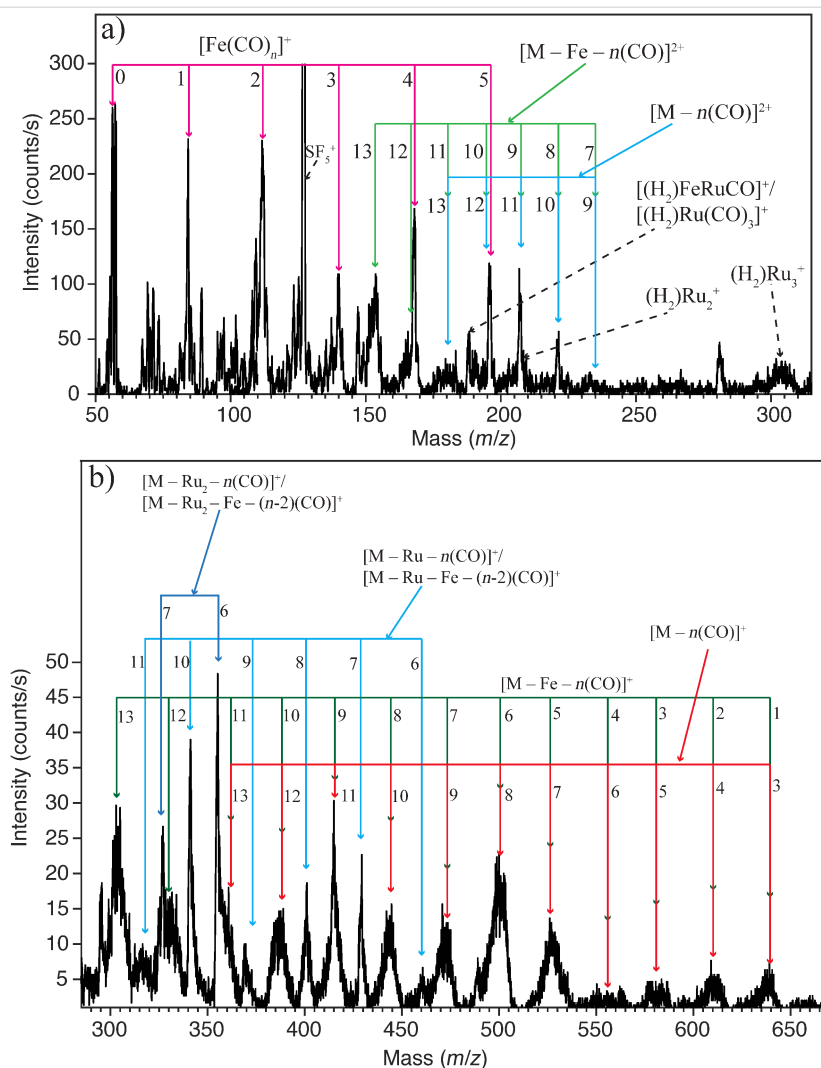 a)
[Fe(CO)n]+
0 1 2 3 4 5
SF5+
[M – Fe – n(CO)]2+
13 12 11 10 9 8 7
[M – n(CO)]2+
13 12 11 10 9
[(H2)FeRuCO]+/
[(H2)Ru(CO)3]+
(H2)Ru2+
(H2)Ru3+
Intensity (counts/s)
300
250
200
150
100
50
0
50 100 150 200 250 300
Mass (m/z)
b)
[M – Ru2 – n(CO)]+/
[M – Ru2 – Fe – (n-2)(CO)]+
7 6
[M – Ru – n(CO)]+/
[M – Ru – Fe – (n-2)(CO)]+
11 10 9 8 7 6
[M – n(CO)]+
[M – Fe – n(CO)]+
13 12 11 10 9 8 7 6 5 4 3 2 1
13 12 11 10 9 8 7 6 5 4 3
Intensity (counts/s)
50
45
40
35
30
25
20
15
10
5
300 350 400 450 500 550 600 650
Mass (m/z)